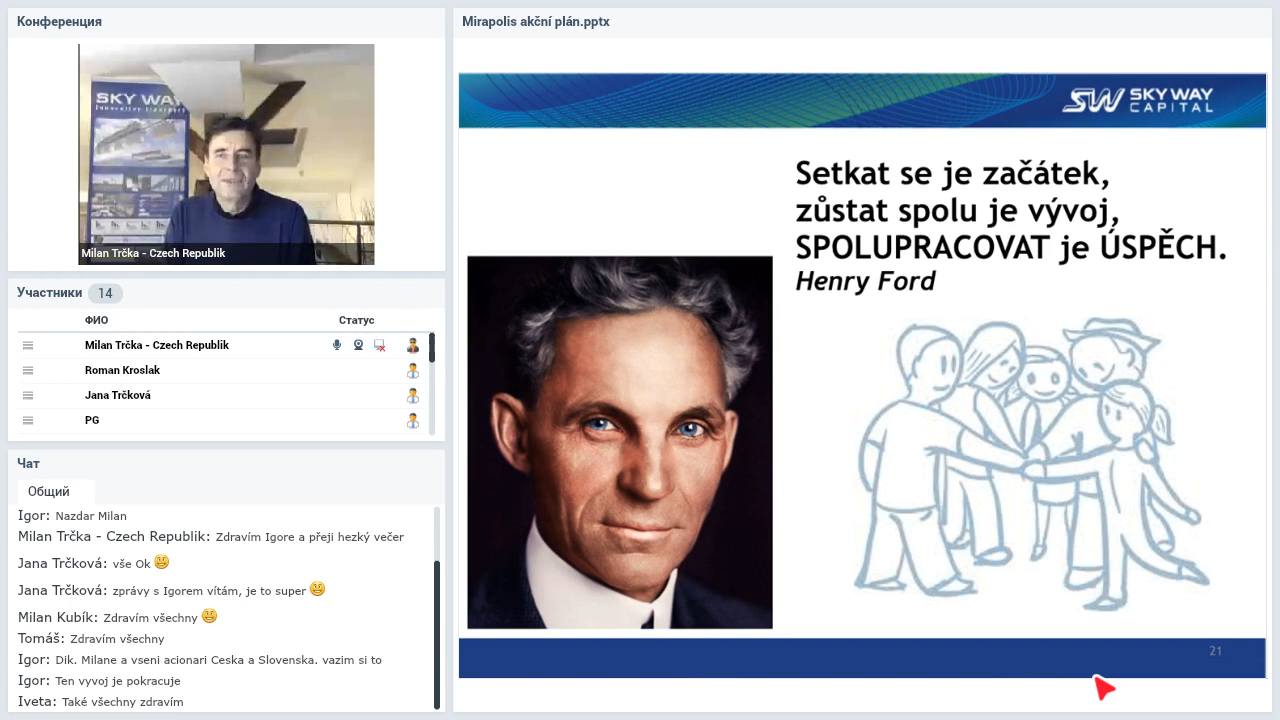 Конференция
SKY WAY
Milan Trčka - Czech Republik
Участники 14
ФИО Статус
Milan Trčka - Czech Republik
Roman Kroslak
Jana Trčková
PG
Чат
Общий
Igor: Nazdar Milan
Milan Trčka - Czech Republik: Zdravím Igore a přeji hezký večer
Jana Trčková: vše Ok
Jana Trčková: zprávy s Igorem vítám, je to super
Milan Kubík: Zdravím všechny
Tomáš: Zdravím všechny
Igor: Dik. Milane a vseni acionari Ceska a Slovenska. vazim si to
Igor: Ten vyvoj je pokracuje
Iveta: Také všechny zdravím
Mirapolis akční plán.pptx
SW SKY WAY
CAPITAL
Setkat se je začátek,
zůstat spolu je vývoj,
SPOLUPRACOVAT je ÚSPĚCH.
Henry Ford
21